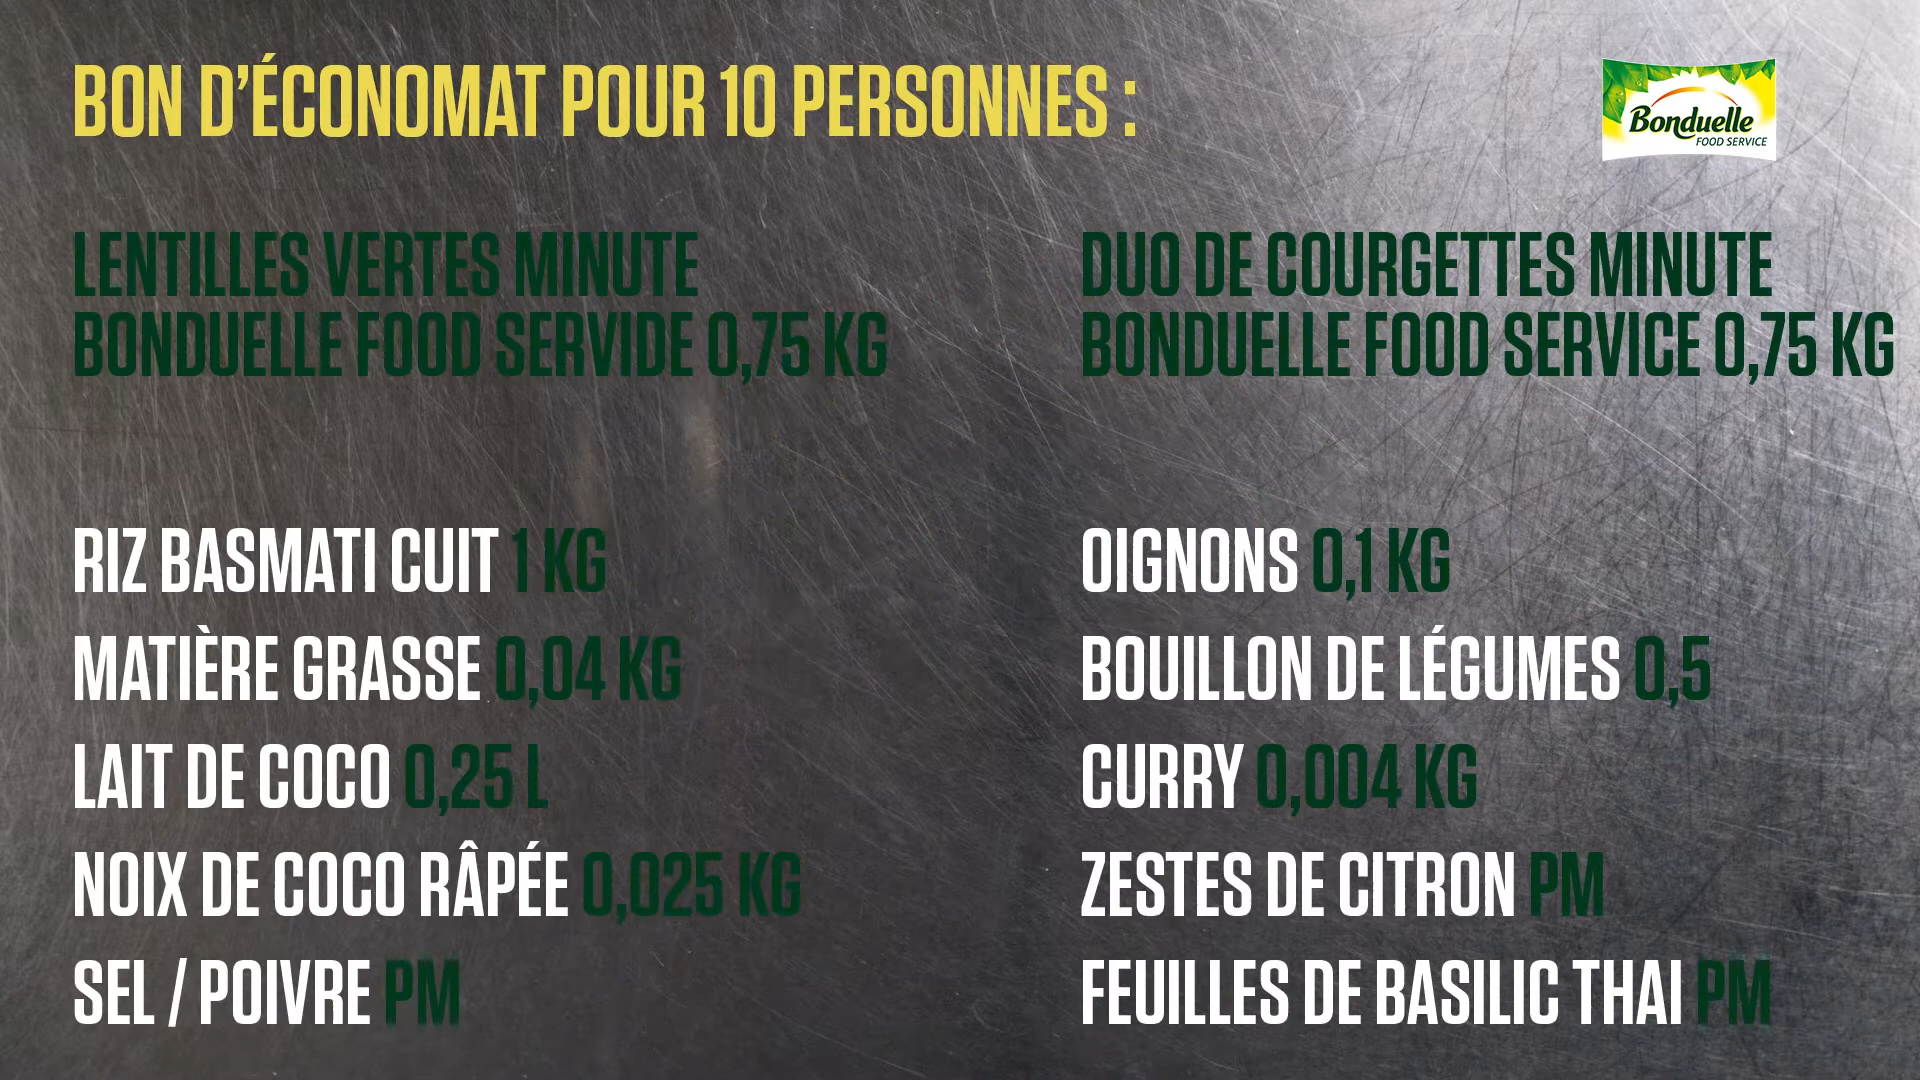 BON D’ÉCONOMAT POUR 10 PERSONNES :
Bonduelle
FOOD SERVICE
LENTILLES VERTES MINUTE
BONDUELLE FOOD SERVIDE 0,75 KG
DUO DE COURGETTES MINUTE
BONDUELLE FOOD SERVICE 0,75 KG
RIZ BASMATI CUIT 1 KG
MATIÈRE GRASSE 0,04 KG
LAIT DE COCO 0,25 L
NOIX DE COCO RÂPÉE 0,025 KG
SEL / POIVRE PM
OIGNONS 0,1 KG
BOUILLON DE LÉGUMES 0,5
CURRY 0,004 KG
ZESTES DE CITRON PM
FEUILLES DE BASILIC THAI PM